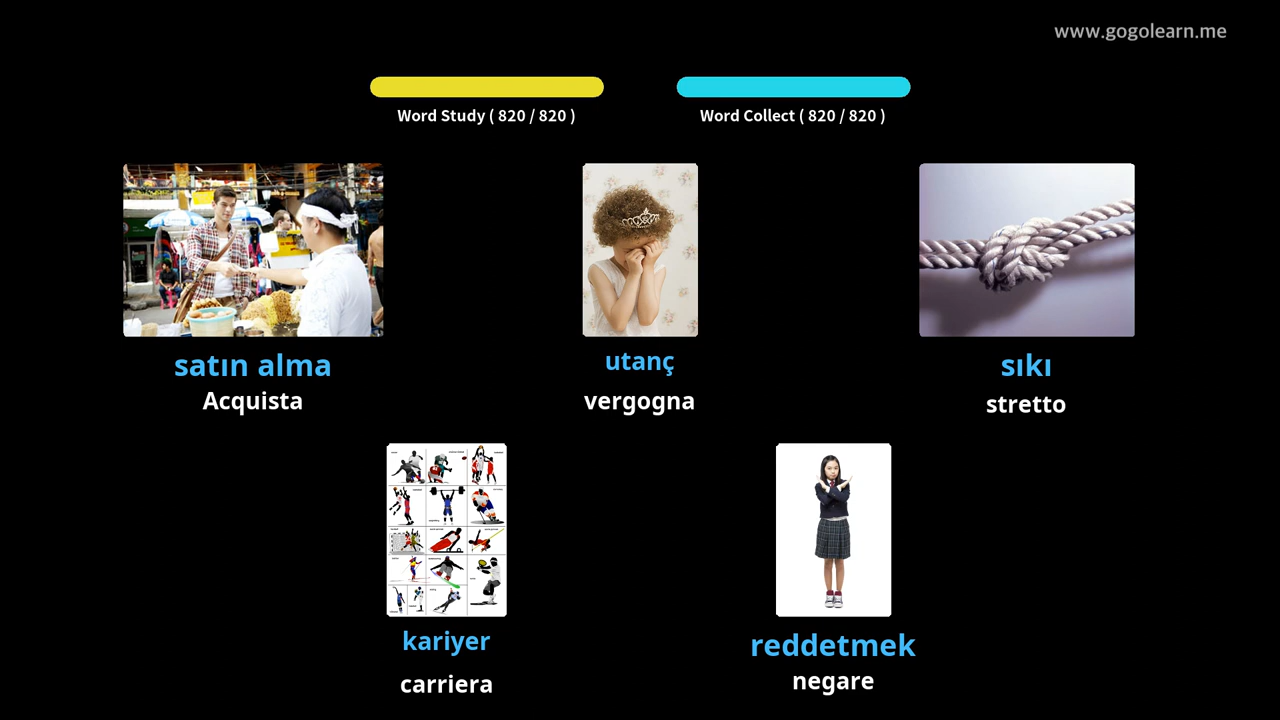 www.gogolearn.me
Word Study ( 820 / 820 )
Word Collect ( 820 / 820 )
satın alma
Acquista
utanç
vergogna
sıkı
stretto
kariyer
carriera
reddetmek
negare